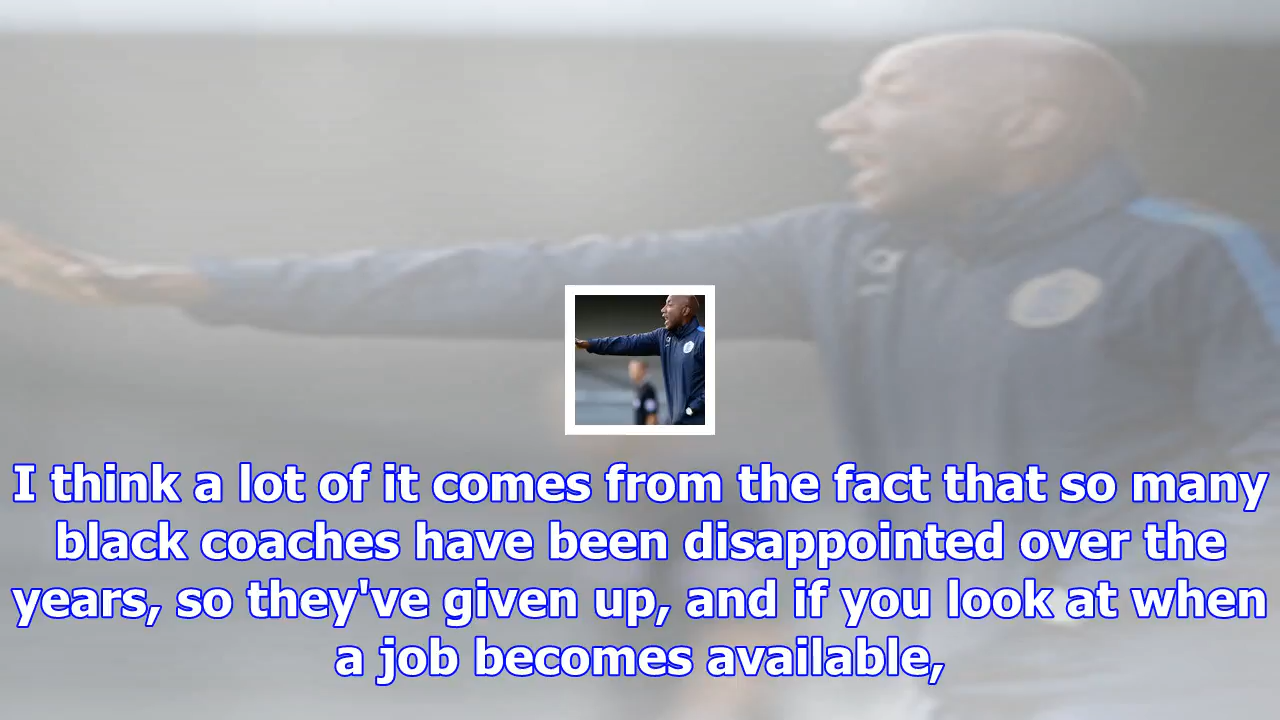 I think a lot of it comes from the fact that so many
black coaches have been disappointed over the
years, so they've given up, and if you look at when
a job becomes available,